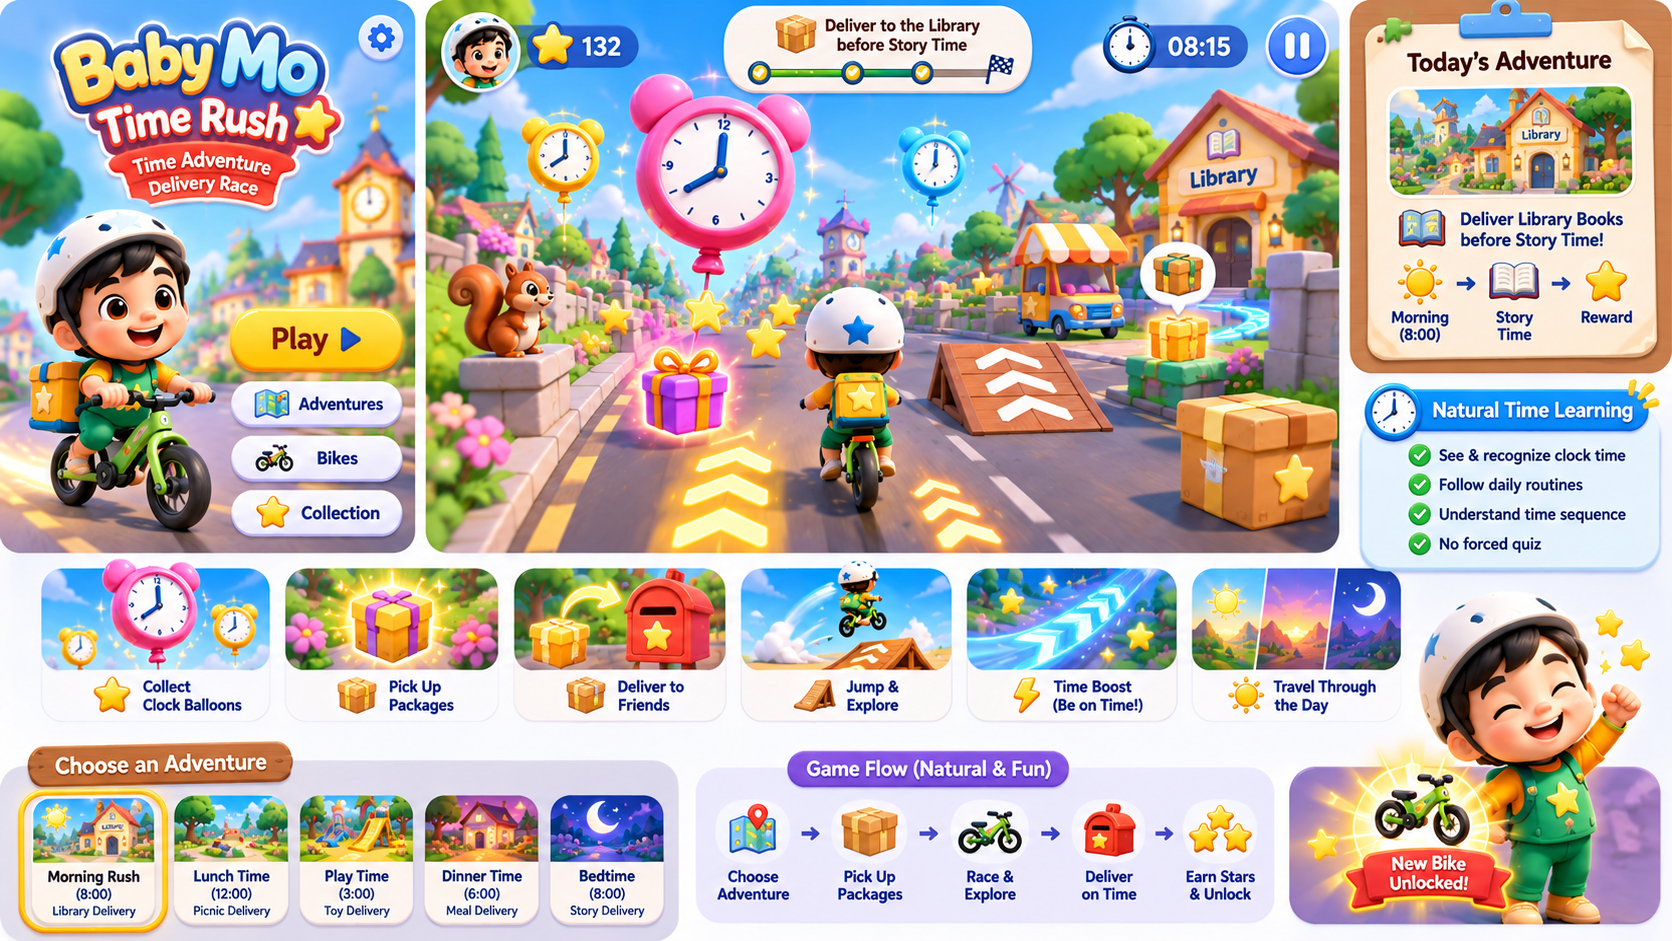 Baby Mo
Time Rush
Time Adventure
Delivery Race
Play
Adventures
Bikes
Collection
132
Deliver to the Library
before Story Time
08:15
12
9
3
6
Library
Today's Adventure
Library
Deliver Library Books
before Story Time!
Morning
(8:00)
Story
Time
Reward
Natural Time Learning
See & recognize clock time
Follow daily routines
Understand time sequence
No forced quiz
Collect
Clock Balloons
Pick Up
Packages
Deliver to
Friends
Jump &
Explore
Time Boost
(Be on Time!)
Travel Through
the Day
Choose an Adventure
Morning Rush
(8:00)
Library Delivery
Lunch Time
(12:00)
Picnic Delivery
Play Time
(3:00)
Toy Delivery
Dinner Time
(6:00)
Meal Delivery
Bedtime
(8:00)
Story Delivery
Game Flow (Natural & Fun)
Choose
Adventure
Pick Up
Packages
Race &
Explore
Deliver
on Time
Earn Stars
& Unlock
New Bike
Unlocked!